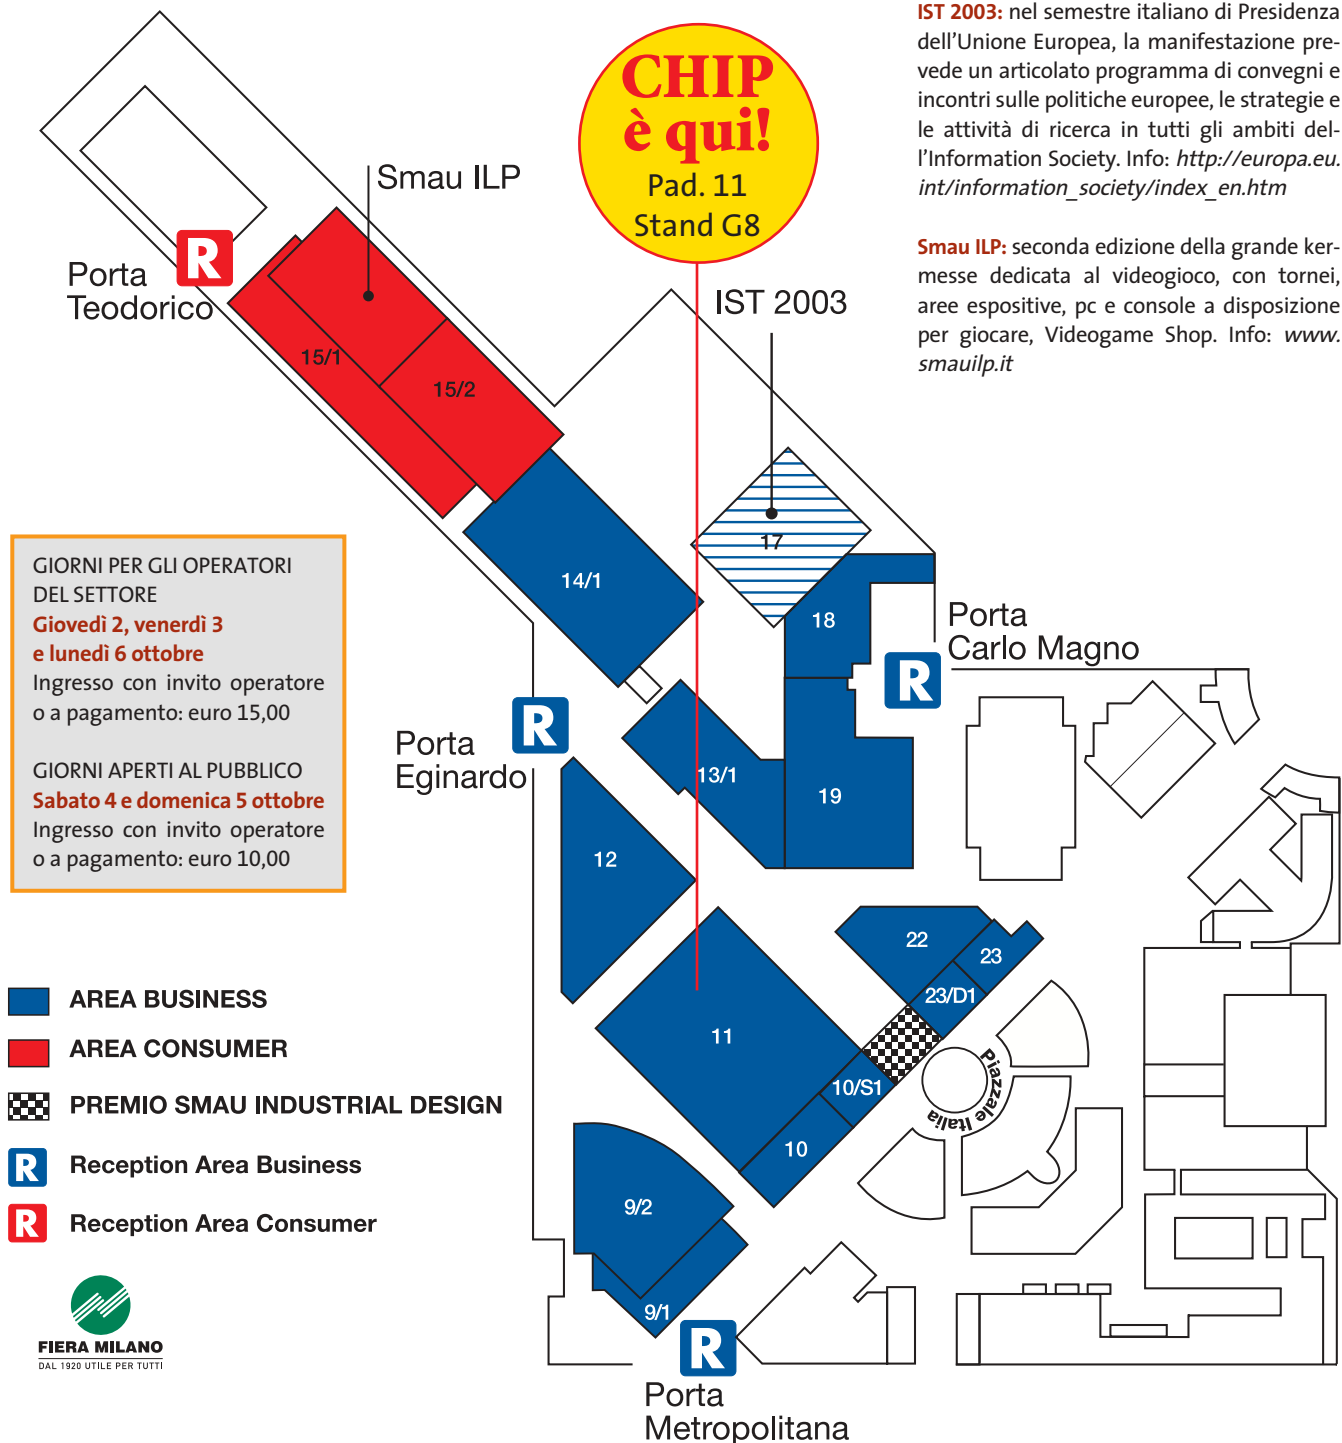 IST 2003: nel semestre italiano di Presidenza
dell'Unione Europea, la manifestazione pre-
vede un articolato programma di convegni e
incontri sulle politiche europee, le strategie e
le attività di ricerca in tutti gli ambiti del-
l'Information Society. Info: http://europa.eu.
int/information_society/index_en.htm
Smau ILP: seconda edizione della grande ker-
messe dedicata al videogioco, con tornei,
aree espositive, pc e console a disposizione
per giocare, Videogame Shop. Info: www.
smauilp.it
CHIP
è qui!
Pad. 11
Stand G8
Smau ILP
R
Porta
Teodorico
IST 2003
15/1
15/2
17
14/1
18
Porta
Carlo Magno
R
R
Porta
Eginardo
13/1
19
12
22
23
23/D1
11
Piazzale Italia
10/S1
10
9/2
9/1
R
Porta
Metropolitana
GIORNI PER GLI OPERATORI
DEL SETTORE
Giovedì 2, venerdì 3
e lunedì 6 ottobre
Ingresso con invito operatore
o a pagamento: euro 15,00
GIORNI APERTI AL PUBBLICO
Sabato 4 e domenica 5 ottobre
Ingresso con invito operatore
o a pagamento: euro 10,00
AREA BUSINESS
AREA CONSUMER
PREMIO SMAU INDUSTRIAL DESIGN
R Reception Area Business
R Reception Area Consumer
FIERA MILANO
DAL 1920 UTILE PER TUTTI